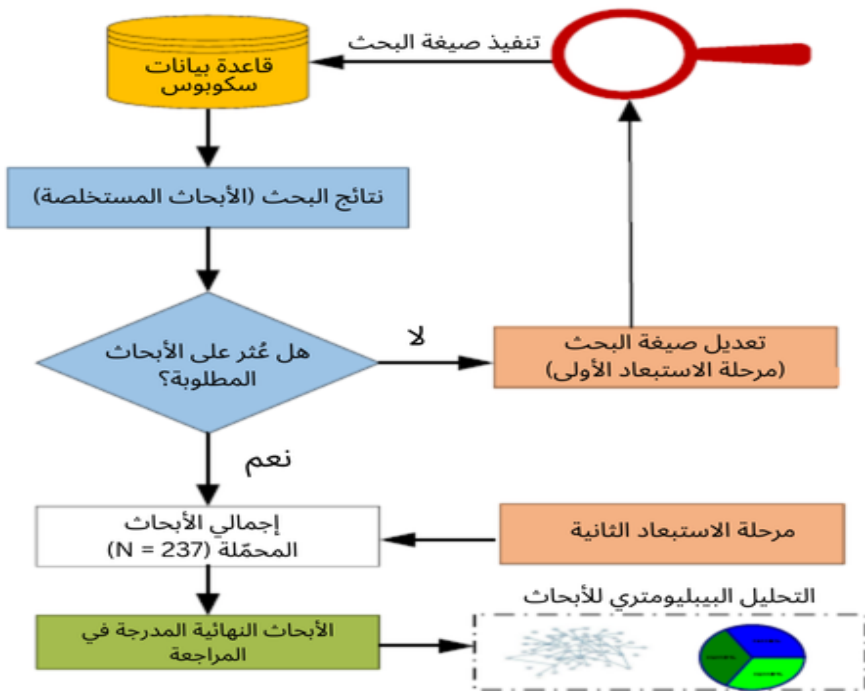 تنفيذ صيغة البحث
قاعدة بيانات
سكوبوس
نتائج البحث (الأبحاث المستخلصة)
هل عُثر على الأبحاث
المطلوبة؟
لا
تعديل صيغة البحث
(مرحلة الاستبعاد الأولى)
نعم
إجمالي الأبحاث
المحمّلة (N = 237)
مرحلة الاستبعاد الثانية
الأبحاث النهائية المدرجة في
المراجعة
التحليل البيبليومتري للأبحاث